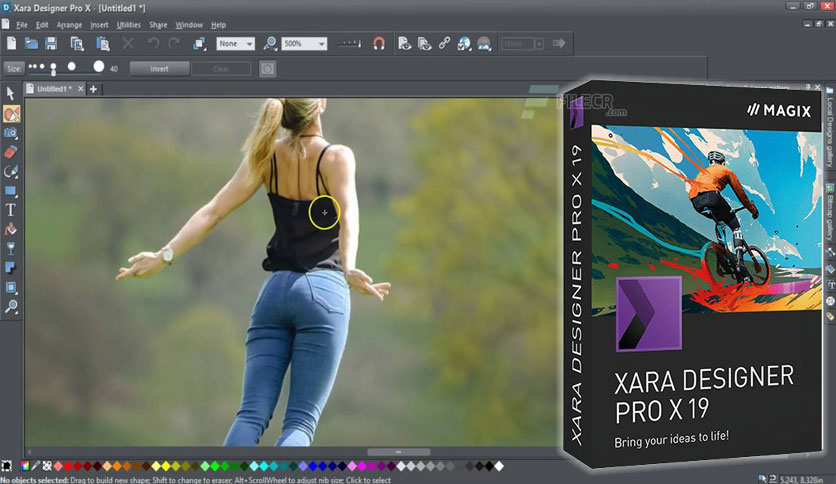 Xara Designer Pro X - [Untitled1 *]
File Edit Arrange Insert Utilities Share Window Help
None 500% None
Size: 40 Invert Clear
Untitled1 *
FILECR
.com
Local Designs gallery
Bitmap gallery
MAGIX
XARA DESIGNER PRO X 19
XARA DESIGNER
PRO X 19
Bring your ideas to life!
No objects selected: Drag to build new shape; Shift to change to eraser; Alt+ScrollWheel to adjust nib size; Click to select
5.243, 8.328in